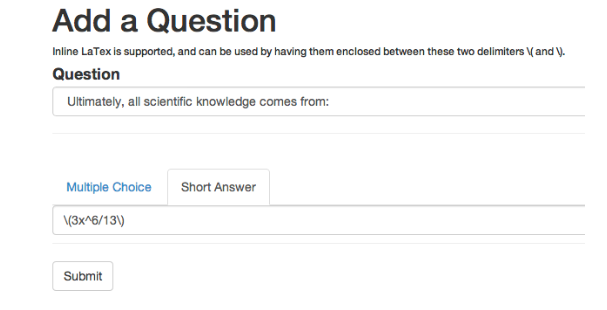 Add a Question
Inline LaTex is supported, and can be used by having them enclosed between these two delimiters \( and \).
Question
Ultimately, all scientific knowledge comes from:
Multiple Choice Short Answer
\(3x^6/13\)
Submit